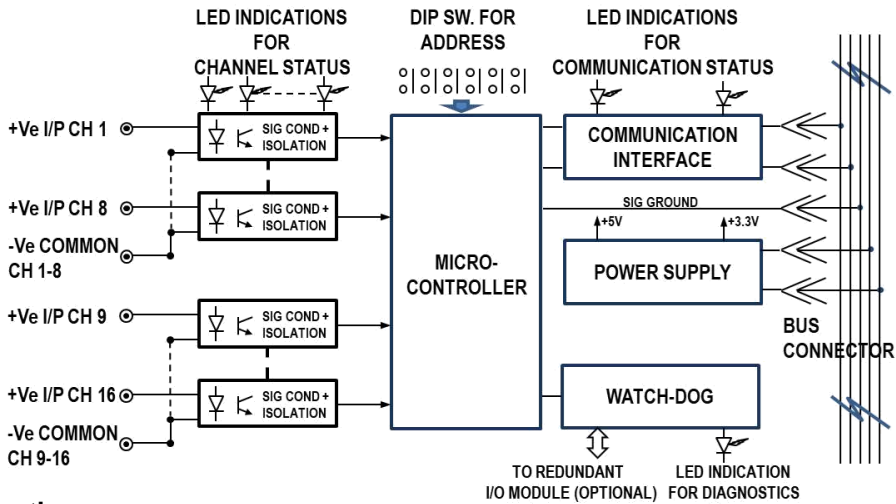 LED INDICATIONS
FOR
CHANNEL STATUS
DIP SW. FOR
ADDRESS
LED INDICATIONS
FOR
COMMUNICATION STATUS
+Ve I/P CH 1
SIG COND +
ISOLATION
+Ve I/P CH 8
SIG COND +
ISOLATION
-Ve COMMON
CH 1-8
+Ve I/P CH 9
SIG COND +
ISOLATION
+Ve I/P CH 16
SIG COND +
ISOLATION
-Ve COMMON
CH 9-16
MICRO-
CONTROLLER
COMMUNICATION
INTERFACE
SIG GROUND
+5V
+3.3V
POWER SUPPLY
BUS
CONNECTOR
WATCH-DOG
TO REDUNDANT
I/O MODULE (OPTIONAL)
LED INDICATION
FOR DIAGNOSTICS